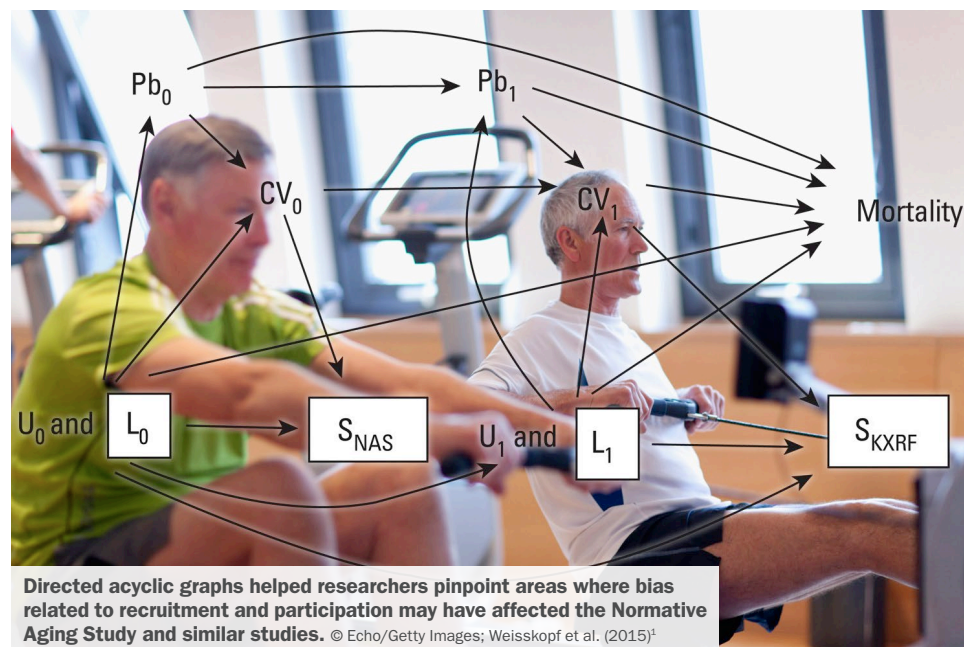 Pb₀
Pb₁
CV₀
CV₁
Mortality
U₀ and
L₀
S_NAS
U₁ and
L₁
S_KXRF
Directed acyclic graphs helped researchers pinpoint areas where bias
related to recruitment and participation may have affected the Normative
Aging Study and similar studies. © Echo/Getty Images; Weisskopf et al. (2015)¹